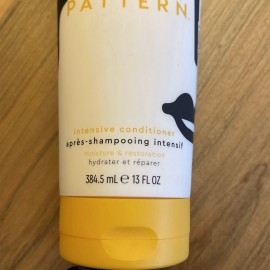 PATTERN
intensive conditioner
après-shampooing intensif
moisture & restoration
hydrater et réparer
384.5 mL ℮ 13 FL OZ